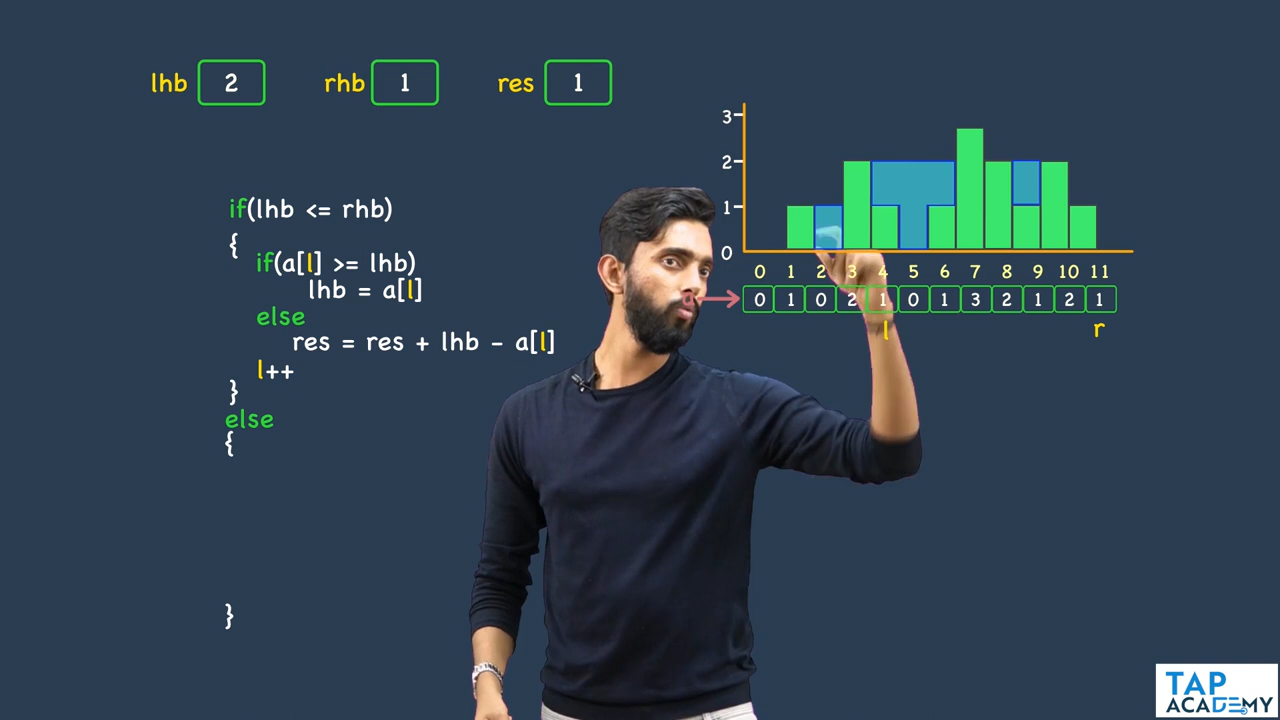 lhb 2 rhb 1 res 1
if(lhb <= rhb)
{
if(a[l] >= lhb)
lhb = a[l]
else
res = res + lhb - a[l]
l++
}
else
{
}
3
2
1
0
0 1 2 3 4 5 6 7 8 9 10 11
a 0 1 0 2 1 0 1 3 2 1 2 1
l r
TAP
ACADEMY